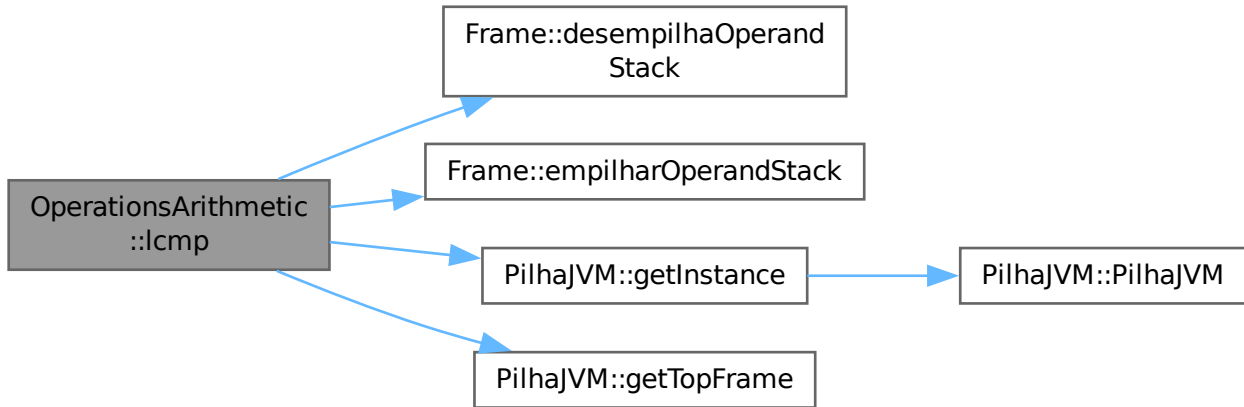 Frame::desempilhaOperand
Stack
Frame::empilharOperandStack
OperationsArithmetic
::lcmp
PilhaJVM::getInstance
PilhaJVM::PilhaJVM
PilhaJVM::getTopFrame